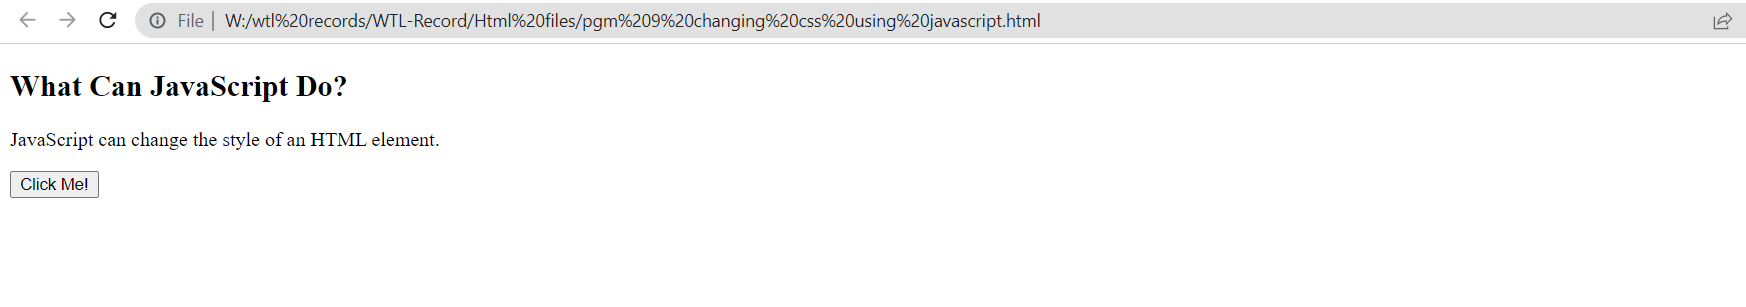 File | W:/wtl%20records/WTL-Record/Html%20files/pgm%209%20changing%20css%20using%20javascript.html
What Can JavaScript Do?
JavaScript can change the style of an HTML element.
Click Me!